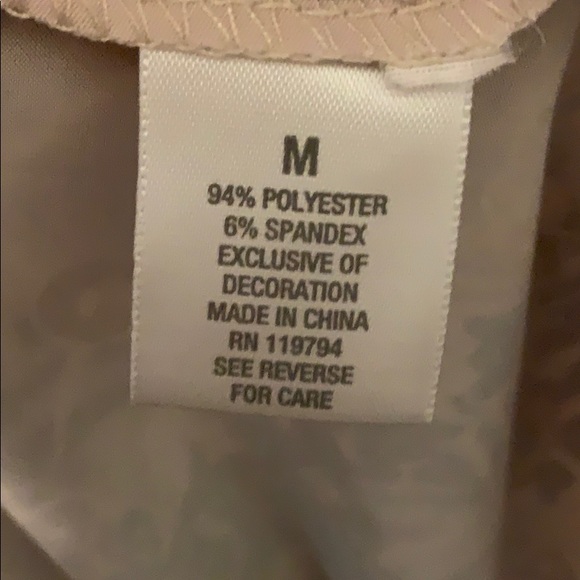 M
94% POLYESTER
6% SPANDEX
EXCLUSIVE OF
DECORATION
MADE IN CHINA
RN 119794
SEE REVERSE
FOR CARE